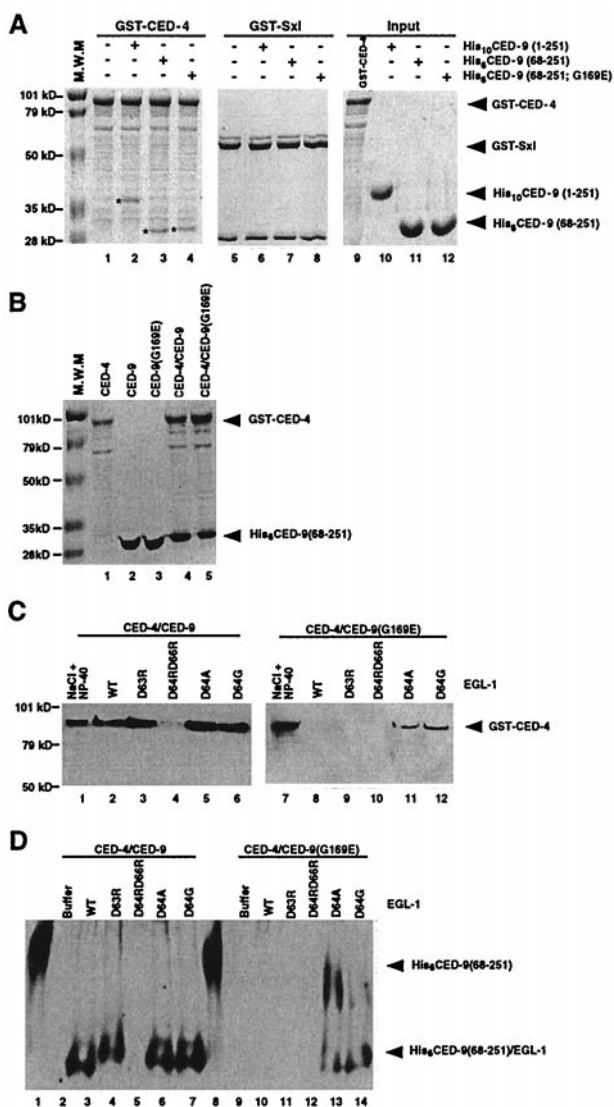 A
GST-CED-4
GST-Sxl
Input
M.W.M
- + - -
- - + -
- - - +
- + - -
- - + -
- - - +
GST-CED-4
+ - -
- + -
- - +
His10CED-9 (1-251)
His6CED-9 (68-251)
His6CED-9 (68-251; G169E)
101 kD
79 kD
50 kD
35 kD
28 kD
GST-CED-4
GST-Sxl
His10CED-9 (1-251)
His6CED-9 (68-251)
* * *
1 2 3 4 5 6 7 8 9 10 11 12
B
M.W.M
CED-4
CED-9
CED-9(G169E)
CED-4/CED-9
CED-4/CED-9(G169E)
101kD
79kD
50kD
35kD
28kD
GST-CED-4
His6CED-9(68-251)
1 2 3 4 5
C
CED-4/CED-9
CED-4/CED-9(G169E)
NaCl + NP-40
WT
D63R
D64RD66R
D64A
D64G
NaCl + NP-40
WT
D63R
D64RD66R
D64A
D64G
EGL-1
101 kD
79 kD
50 kD
GST-CED-4
1 2 3 4 5 6 7 8 9 10 11 12
D
CED-4/CED-9
CED-4/CED-9(G169E)
Buffer
WT
D63R
D64RD66R
D64A
D64G
Buffer
WT
D63R
D64RD66R
D64A
D64G
EGL-1
His6CED-9(68-251)
His6CED-9(68-251)/EGL-1
1 2 3 4 5 6 7 8 9 10 11 12 13 14